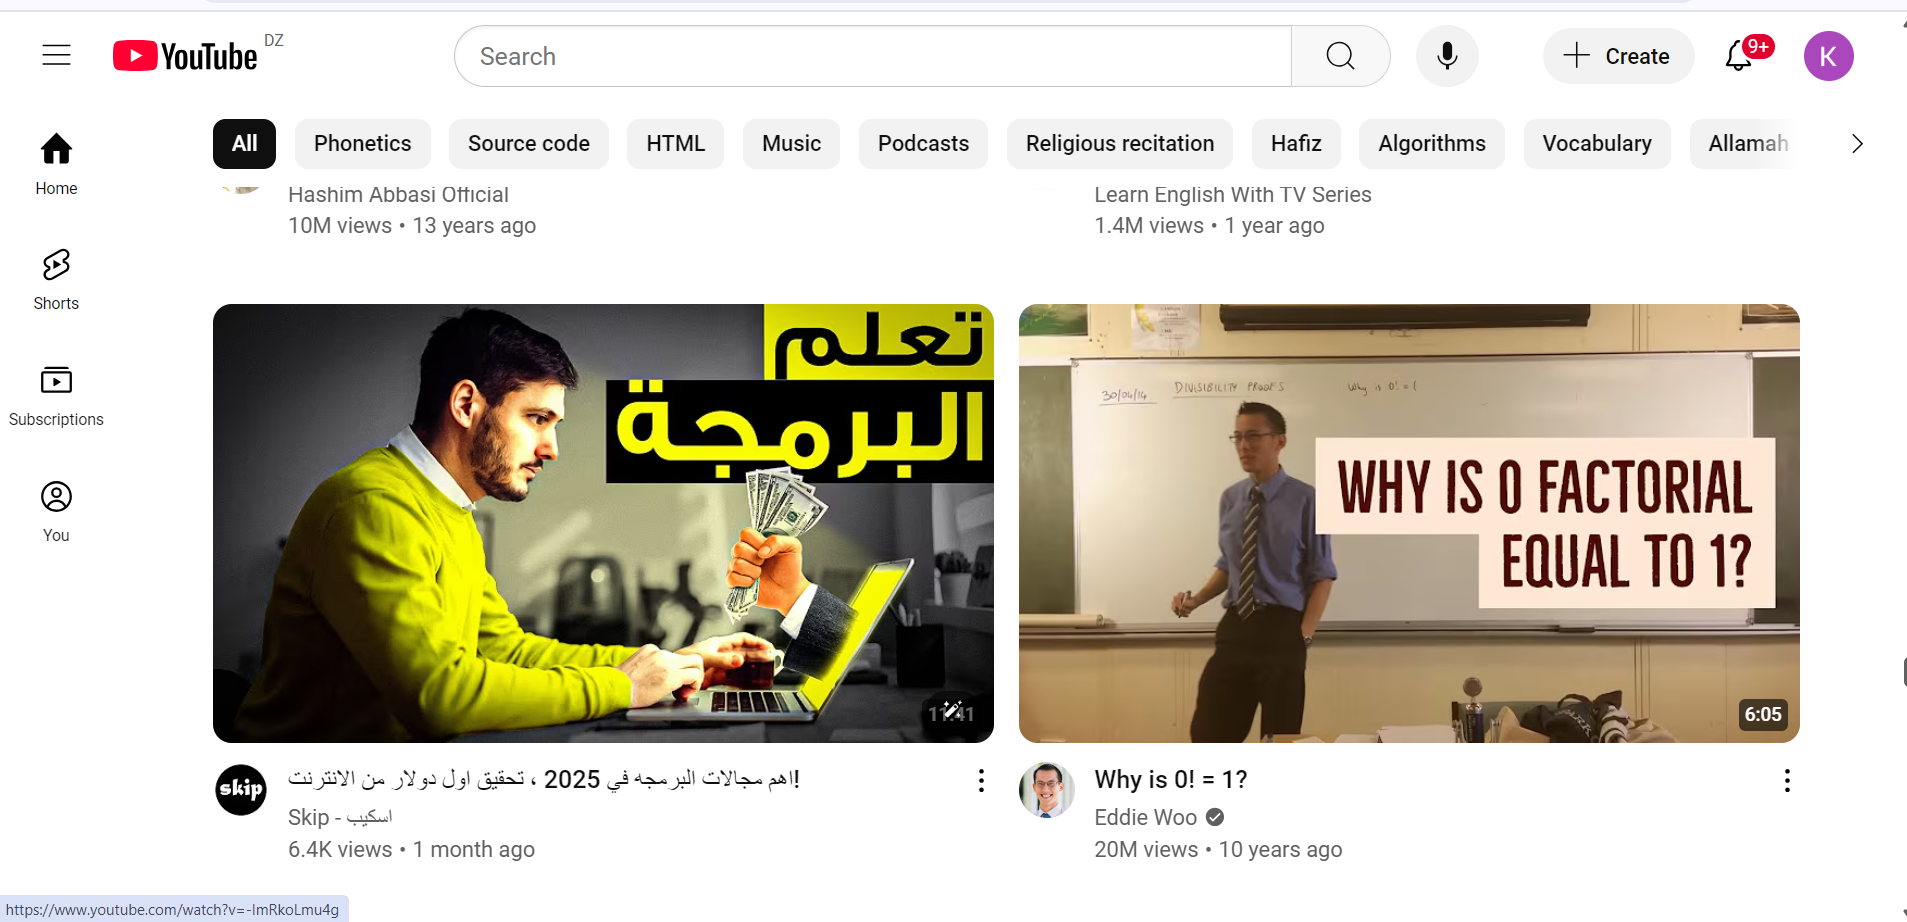 YouTube DZ
Search
Create
9+
K
All
Phonetics
Source code
HTML
Music
Podcasts
Religious recitation
Hafiz
Algorithms
Vocabulary
Allamah
Home
Shorts
Subscriptions
You
Hashim Abbasi Official
10M views • 13 years ago
Learn English With TV Series
1.4M views • 1 year ago
تعلم
البرمجة
11:41
30/04/14
DIVISIBILITY PROOFS
Why is 0! = 1
WHY IS 0 FACTORIAL
EQUAL TO 1?
6:05
skip
اهم مجالات البرمجه في 2025 ، تحقيق اول دولار من الانترنت!
Skip - اسكيب
6.4K views • 1 month ago
Why is 0! = 1?
Eddie Woo
20M views • 10 years ago
https://www.youtube.com/watch?v=-ImRkoLmu4g